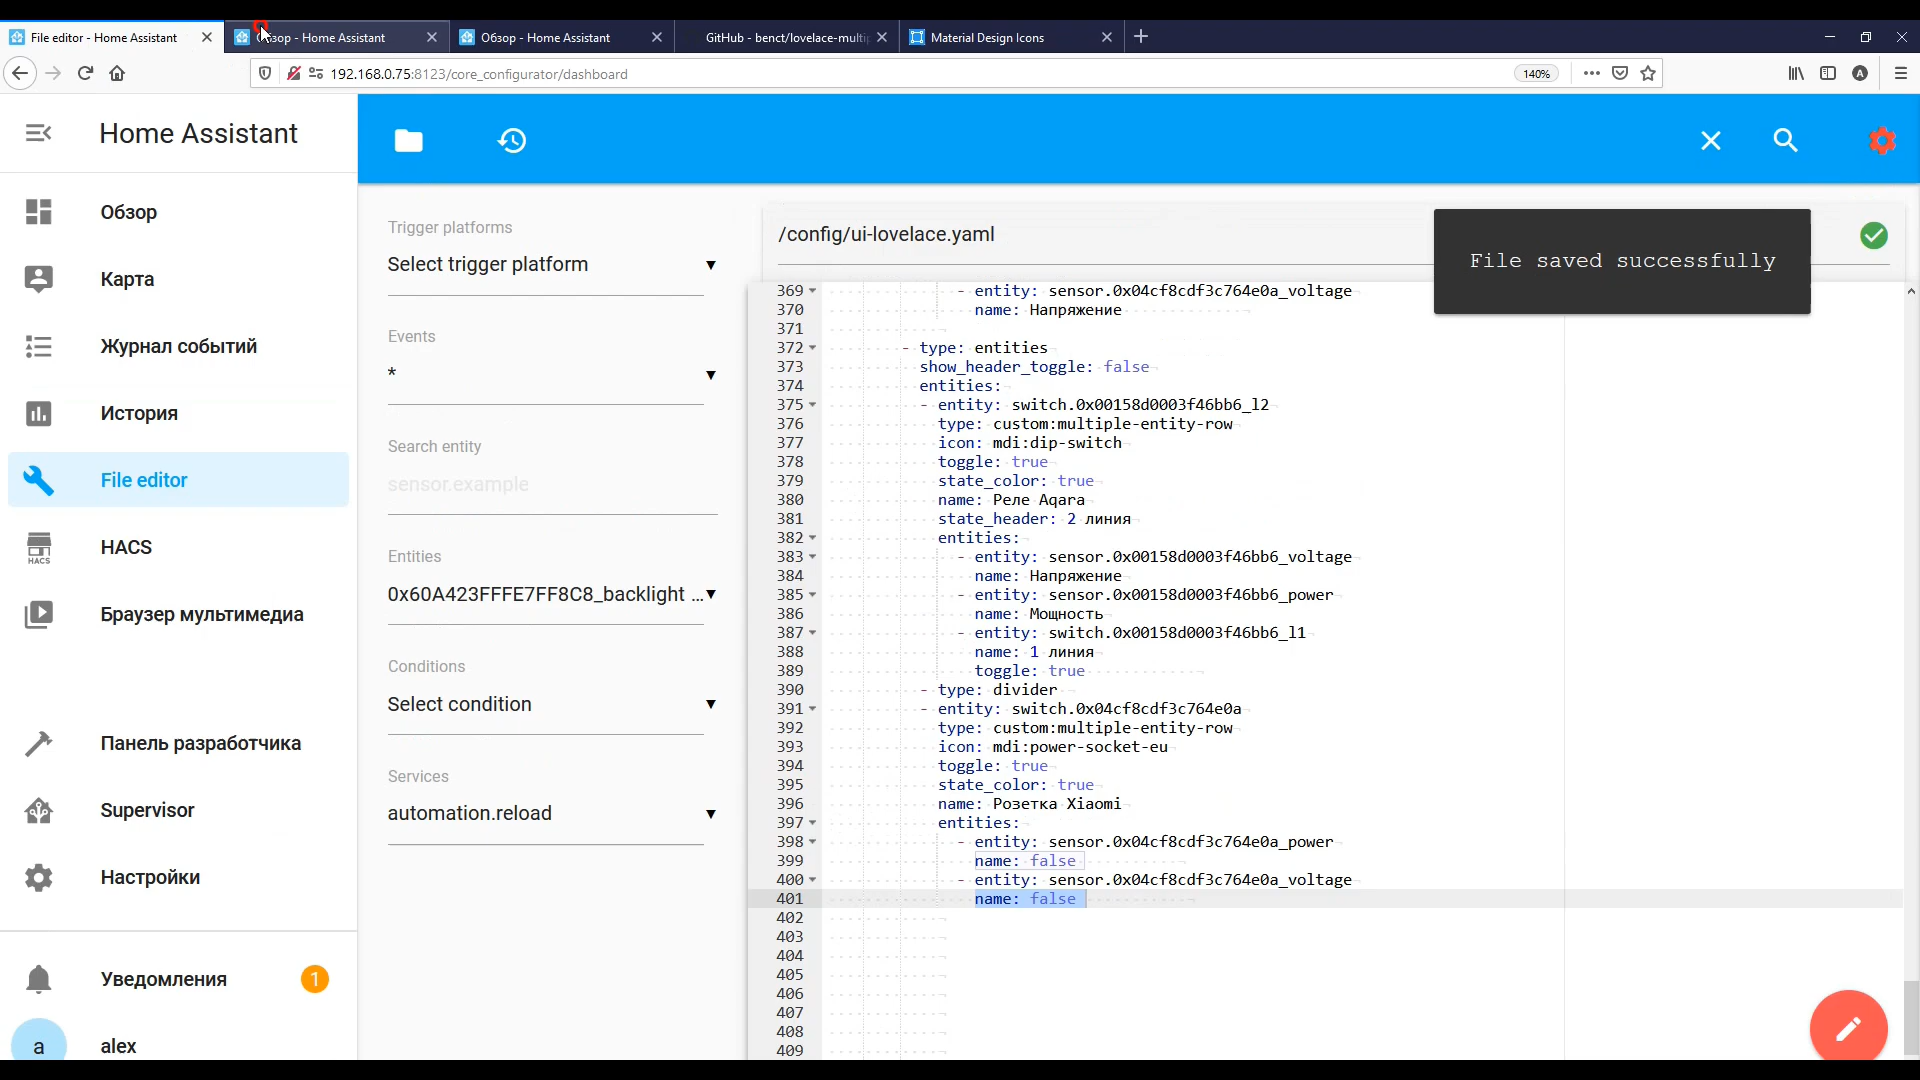 File editor - Home Assistant
Обзор - Home Assistant
Обзор - Home Assistant
GitHub - benct/lovelace-multip
Material Design Icons
192.168.0.75:8123/core_configurator/dashboard
140%
A
Home Assistant
Обзор
Карта
Журнал событий
История
File editor
HACS
HACS
Браузер мультимедиа
Панель разработчика
Supervisor
Настройки
Уведомления
1
a
alex
Trigger platforms
Select trigger platform
Events
*
Search entity
sensor.example
Entities
0x60A423FFFE7FF8C8_backlight ...
Conditions
Select condition
Services
automation.reload
/config/ui-lovelace.yaml
File saved successfully
369 - entity: sensor.0x04cf8cdf3c764e0a_voltage
370 name: Напряжение
371
372 - type: entities
373 show_header_toggle: false
374 entities:
375 - entity: switch.0x00158d0003f46bb6_l2
376 type: custom:multiple-entity-row
377 icon: mdi:dip-switch
378 toggle: true
379 state_color: true
380 name: Реле Aqara
381 state_header: 2 линия
382 entities:
383 - entity: sensor.0x00158d0003f46bb6_voltage
384 name: Напряжение
385 - entity: sensor.0x00158d0003f46bb6_power
386 name: Мощность
387 - entity: switch.0x00158d0003f46bb6_l1
388 name: 1 линия
389 toggle: true
390 - type: divider
391 - entity: switch.0x04cf8cdf3c764e0a
392 type: custom:multiple-entity-row
393 icon: mdi:power-socket-eu
394 toggle: true
395 state_color: true
396 name: Розетка Xiaomi
397 entities:
398 - entity: sensor.0x04cf8cdf3c764e0a_power
399 name: false
400 - entity: sensor.0x04cf8cdf3c764e0a_voltage
401 name: false
402
403
404
405
406
407
408
409